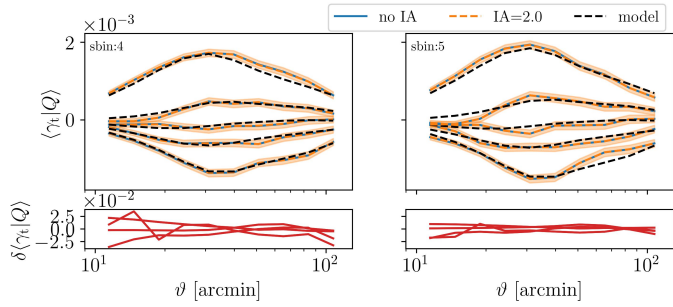 no IA IA=2.0 model
×10⁻³
sbin:4 sbin:5
2
0
⟨γₜ|Q⟩
×10⁻²
2.5
0.0
−2.5
δ⟨γₜ|Q⟩
10¹ 10² 10¹ 10²
ϑ [arcmin] ϑ [arcmin]